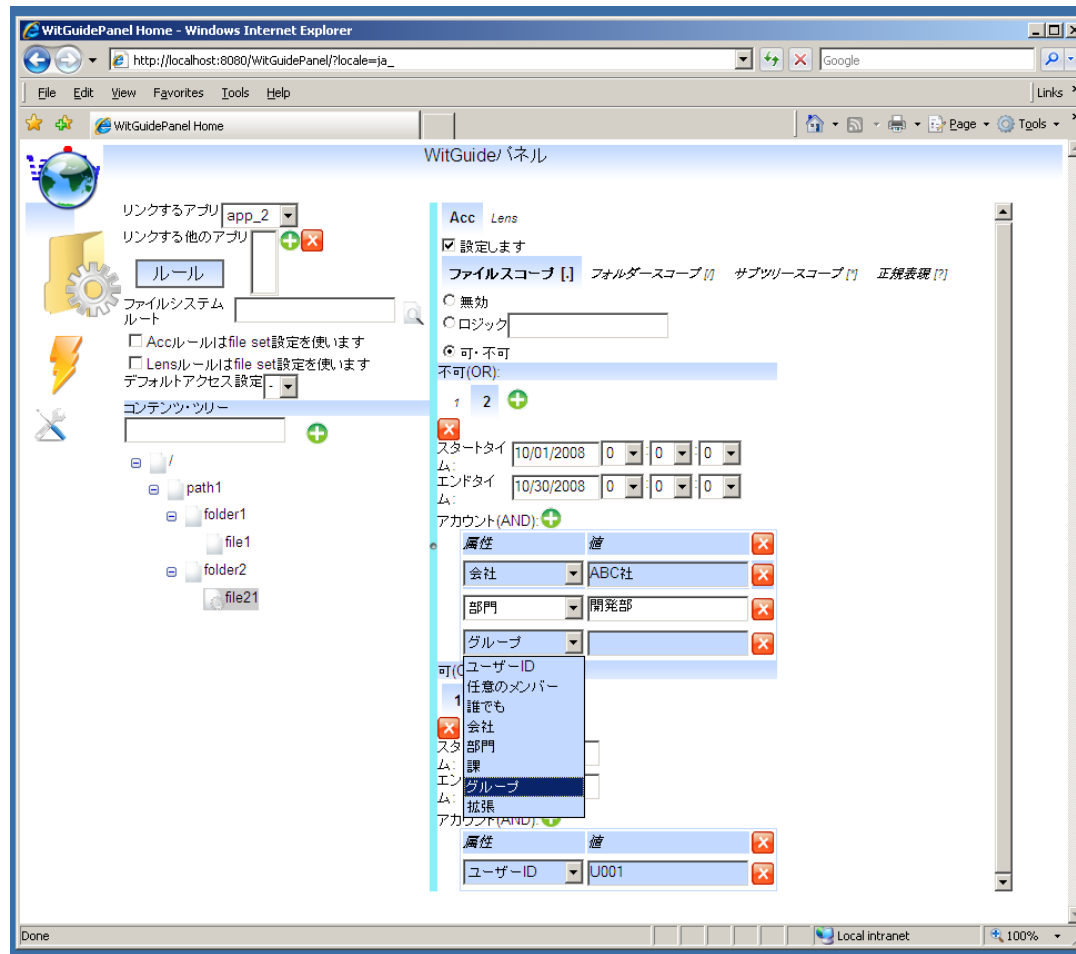 WitGuidePanel Home - Windows Internet Explorer
http://localhost:8080/WitGuidePanel/?locale=ja_
Google
File Edit View Favorites Tools Help
Links
WitGuidePanel Home
Page Tools
WitGuideパネル
リンクするアプリ app_2
リンクする他のアプリ
ルール
ファイルシステム
ルート
Accルールはfile set設定を使います
Lensルールはfile set設定を使います
デフォルトアクセス設定 -
コンテンツ・ツリー
/
path1
folder1
file1
folder2
file21
Acc Lens
設定します
ファイルスコープ [.] フォルダースコープ [/] サブツリースコープ [*] 正規表現 [?]
無効
ロジック
可・不可
不可(OR):
1 2
スタートタイ
ム: 10/01/2008 0 : 0 : 0
エンドタイ
ム: 10/30/2008 0 : 0 : 0
アカウント(AND):
属性 値
会社 ABC社
部門 開発部
グループ
ユーザーID
任意のメンバー
誰でも
会社
部門
課
グループ
拡張
可(O
1
スタ
ム:
エン
ム:
アカウント(AND):
属性 値
ユーザーID U001
Done
Local intranet
100%